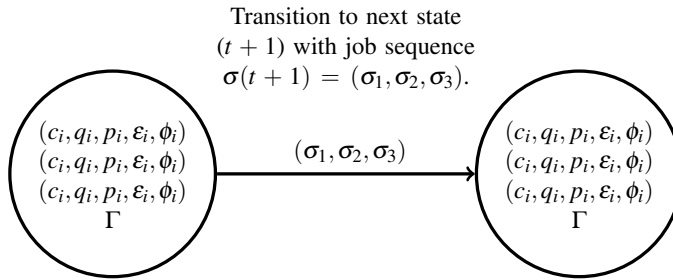 Transition to next state
(t + 1) with job sequence
σ(t + 1) = (σ₁, σ₂, σ₃).
(cᵢ, qᵢ, pᵢ, εᵢ, ϕᵢ)
(cᵢ, qᵢ, pᵢ, εᵢ, ϕᵢ)
(cᵢ, qᵢ, pᵢ, εᵢ, ϕᵢ)
Γ
(σ₁, σ₂, σ₃)
(cᵢ, qᵢ, pᵢ, εᵢ, ϕᵢ)
(cᵢ, qᵢ, pᵢ, εᵢ, ϕᵢ)
(cᵢ, qᵢ, pᵢ, εᵢ, ϕᵢ)
Γ